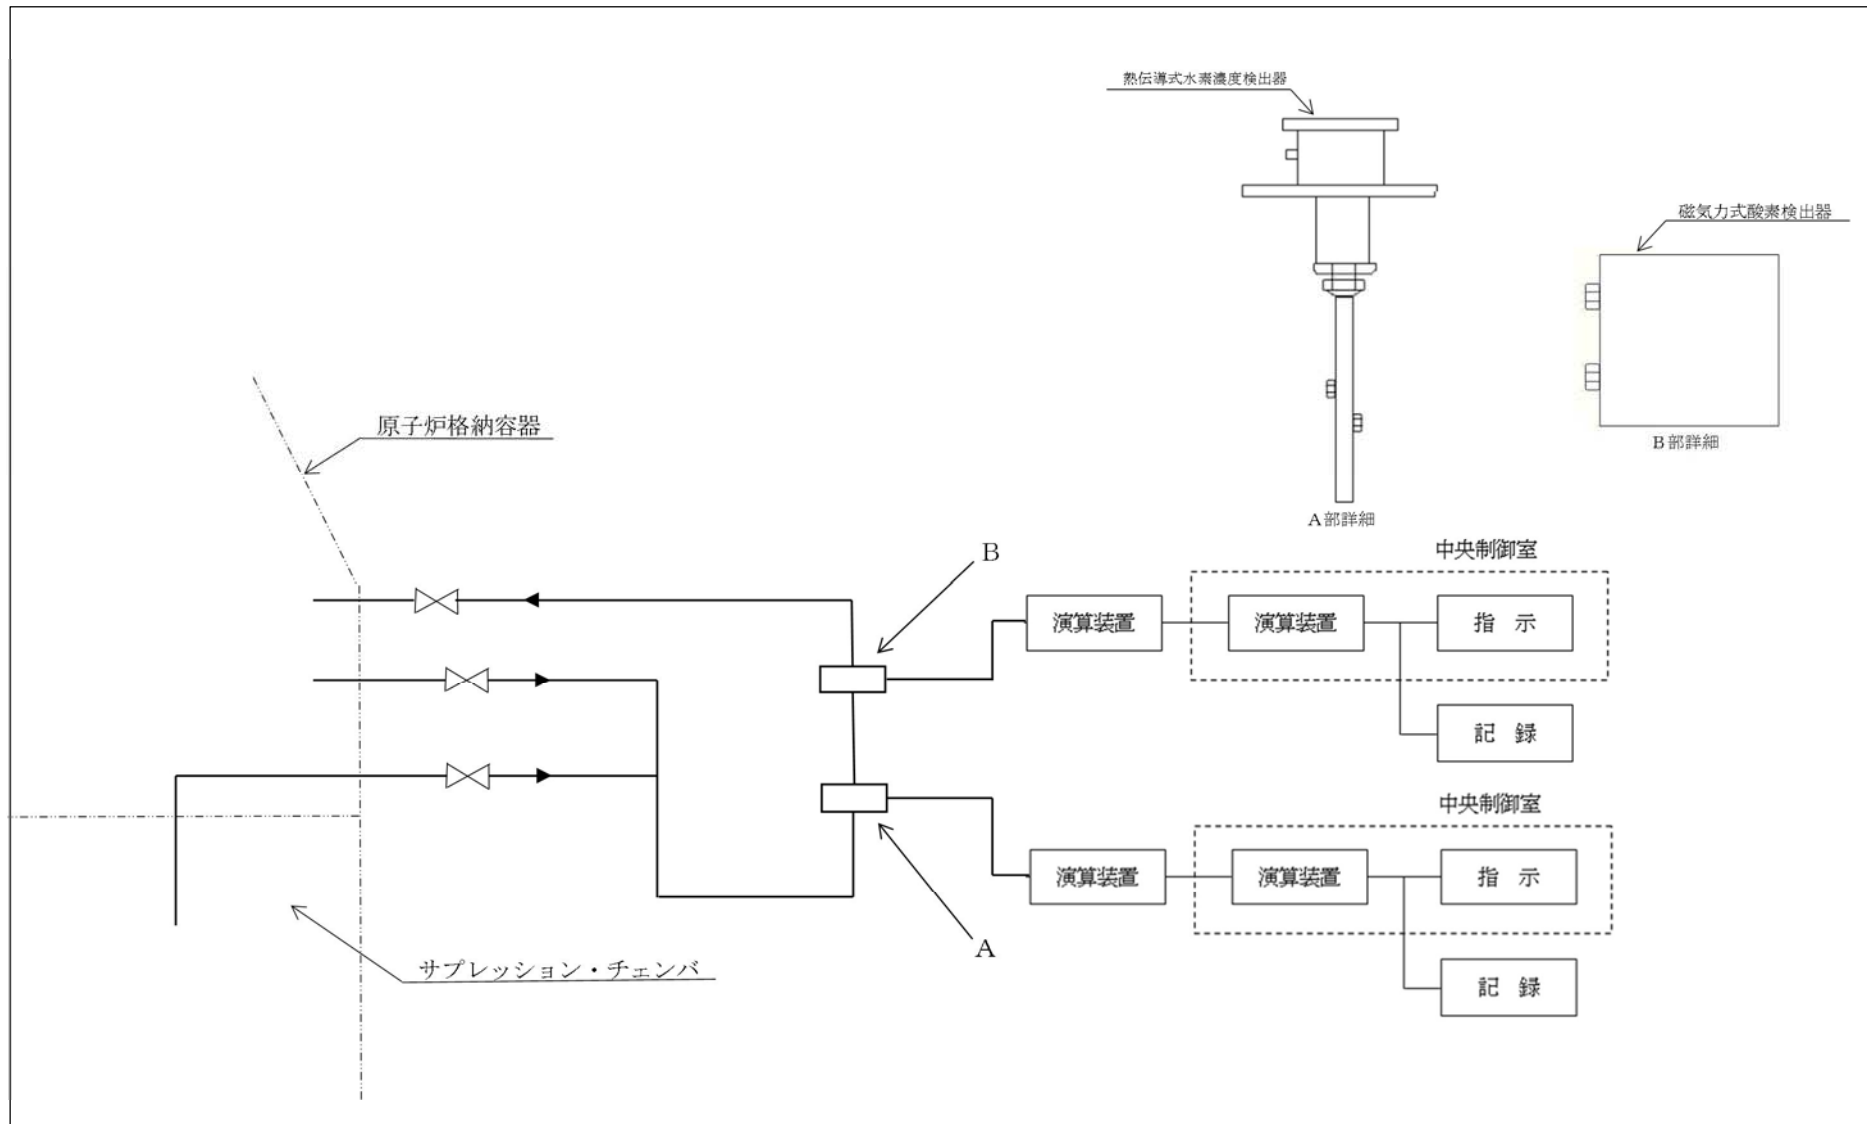 熱伝導式水素濃度検出器
磁気力式酸素検出器
B部詳細
A部詳細
原子炉格納容器
B
中央制御室
演算装置
演算装置
指 示
記 録
中央制御室
演算装置
演算装置
指 示
A
サプレッション・チェンバ
記 録